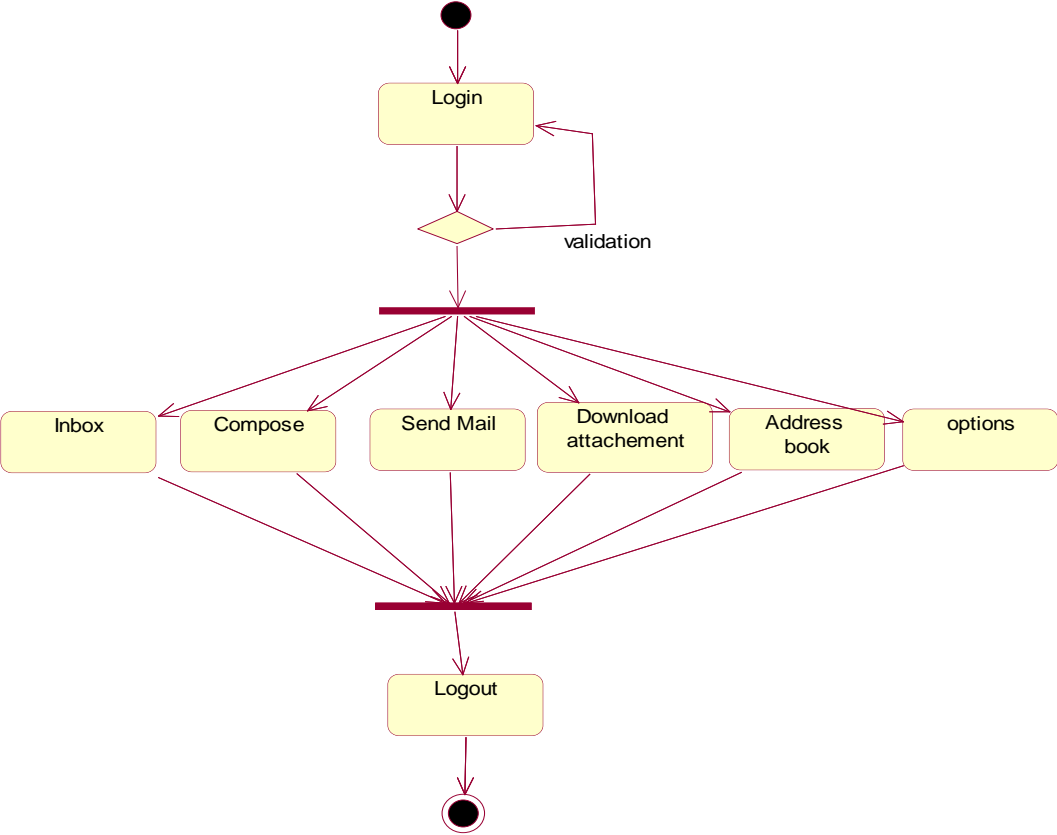 Login
validation
Inbox
Compose
Send Mail
Download
attachement
Address
book
options
Logout